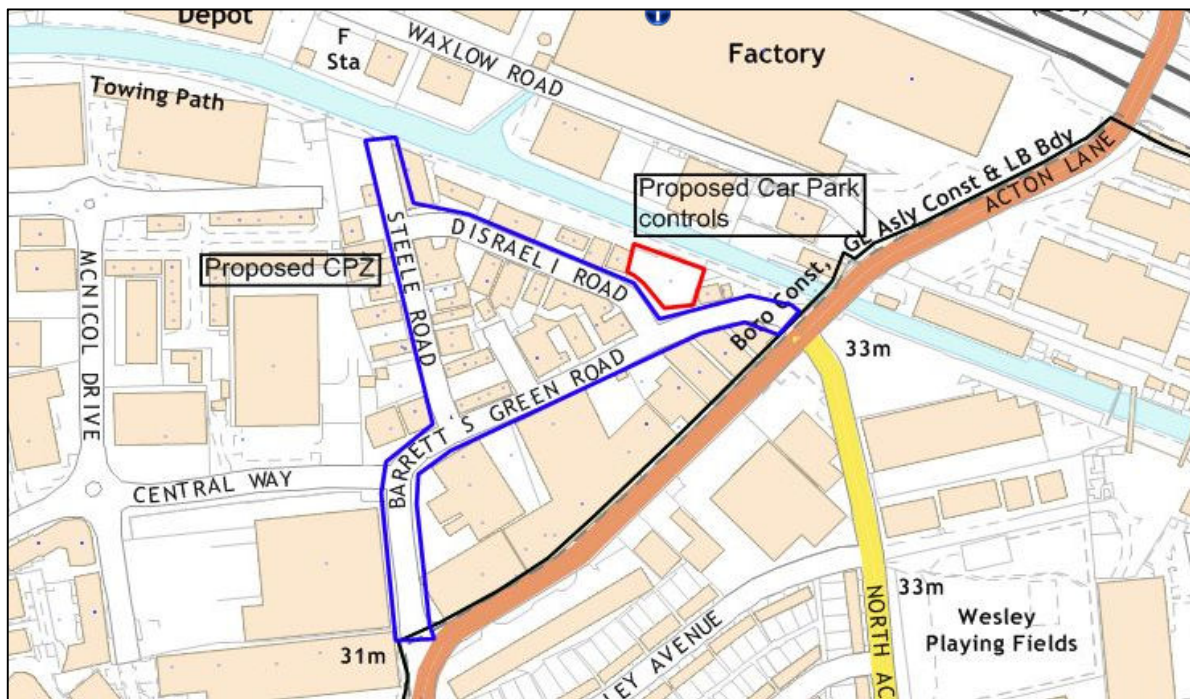 Depot
F
Sta
WAXLOW ROAD
Factory
Towing Path
Proposed Car Park
controls
Boro Const, GL Asly Const & LB Bdy
ACTON LANE
STEELE ROAD
DISRAELI ROAD
Proposed CPZ
MCNICOL DRIVE
33m
BARRETT'S GREEN ROAD
CENTRAL WAY
33m
NORTH AC
Wesley
Playing Fields
LEY AVENUE
31m